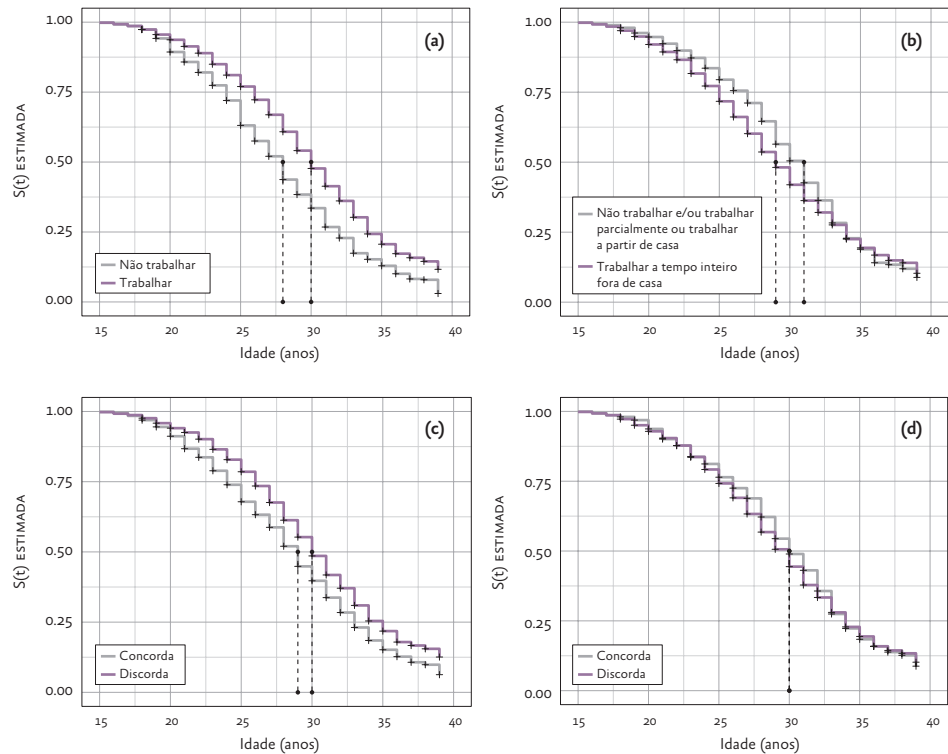 (a)
1.00
0.75
0.50
0.25
0.00
S(t) ESTIMADA
Não trabalhar
Trabalhar
15 20 25 30 35 40
Idade (anos)
(b)
1.00
0.75
0.50
0.25
0.00
S(t) ESTIMADA
Não trabalhar e/ou trabalhar
parcialmente ou trabalhar
a partir de casa
Trabalhar a tempo inteiro
fora de casa
15 20 25 30 35 40
Idade (anos)
(c)
1.00
0.75
0.50
0.25
0.00
S(t) ESTIMADA
Concorda
Discorda
15 20 25 30 35 40
Idade (anos)
(d)
1.00
0.75
0.50
0.25
0.00
S(t) ESTIMADA
Concorda
Discorda
15 20 25 30 35 40
Idade (anos)